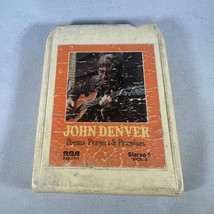 JOHN DENVER
Poems, Prayers & Promises
RCA
Stereo 8